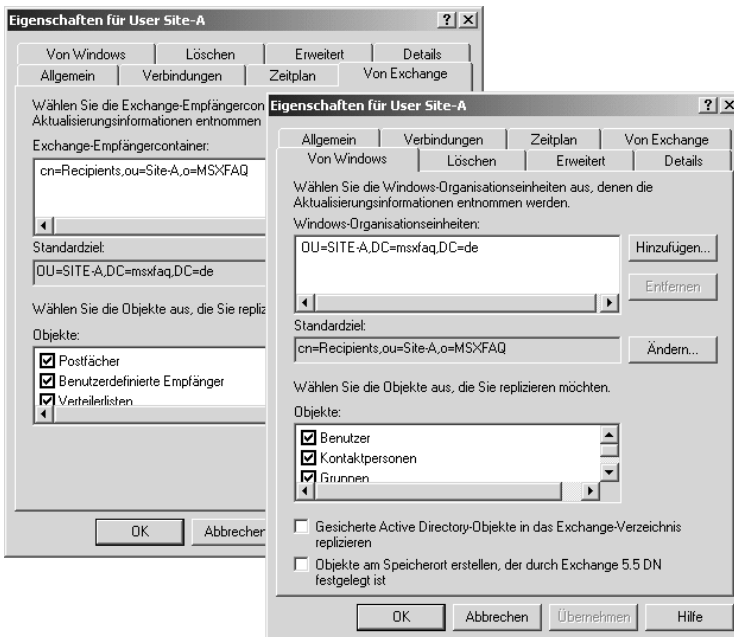 Eigenschaften für User Site-A
Von Windows Löschen Erweitert Details
Allgemein Verbindungen Zeitplan Von Exchange
Wählen Sie die Exchange-Empfängercon
Aktualisierungsinformationen entnommen
Exchange-Empfängercontainer:
cn=Recipients,ou=Site-A,o=MSXFAQ
Standardziel:
OU=SITE-A,DC=msxfaq,DC=de
Wählen Sie die Objekte aus, die Sie repliz
Objekte:
Postfächer
Benutzerdefinierte Empfänger
Verteilerlisten
OK Abbrechen
Eigenschaften für User Site-A
Allgemein Verbindungen Zeitplan Von Exchange
Von Windows Löschen Erweitert Details
Wählen Sie die Windows-Organisationseinheiten aus, denen die
Aktualisierungsinformationen entnommen werden.
Windows-Organisationseinheiten:
OU=SITE-A,DC=msxfaq,DC=de
Hinzufügen...
Entfernen
Standardziel:
cn=Recipients,ou=Site-A,o=MSXFAQ
Ändern...
Wählen Sie die Objekte aus, die Sie replizieren möchten.
Objekte:
Benutzer
Kontaktpersonen
Gruppen
Gesicherte Active Directory-Objekte in das Exchange-Verzeichnis
replizieren
Objekte am Speicherort erstellen, der durch Exchange 5.5 DN
festgelegt ist
OK Abbrechen Übernehmen Hilfe